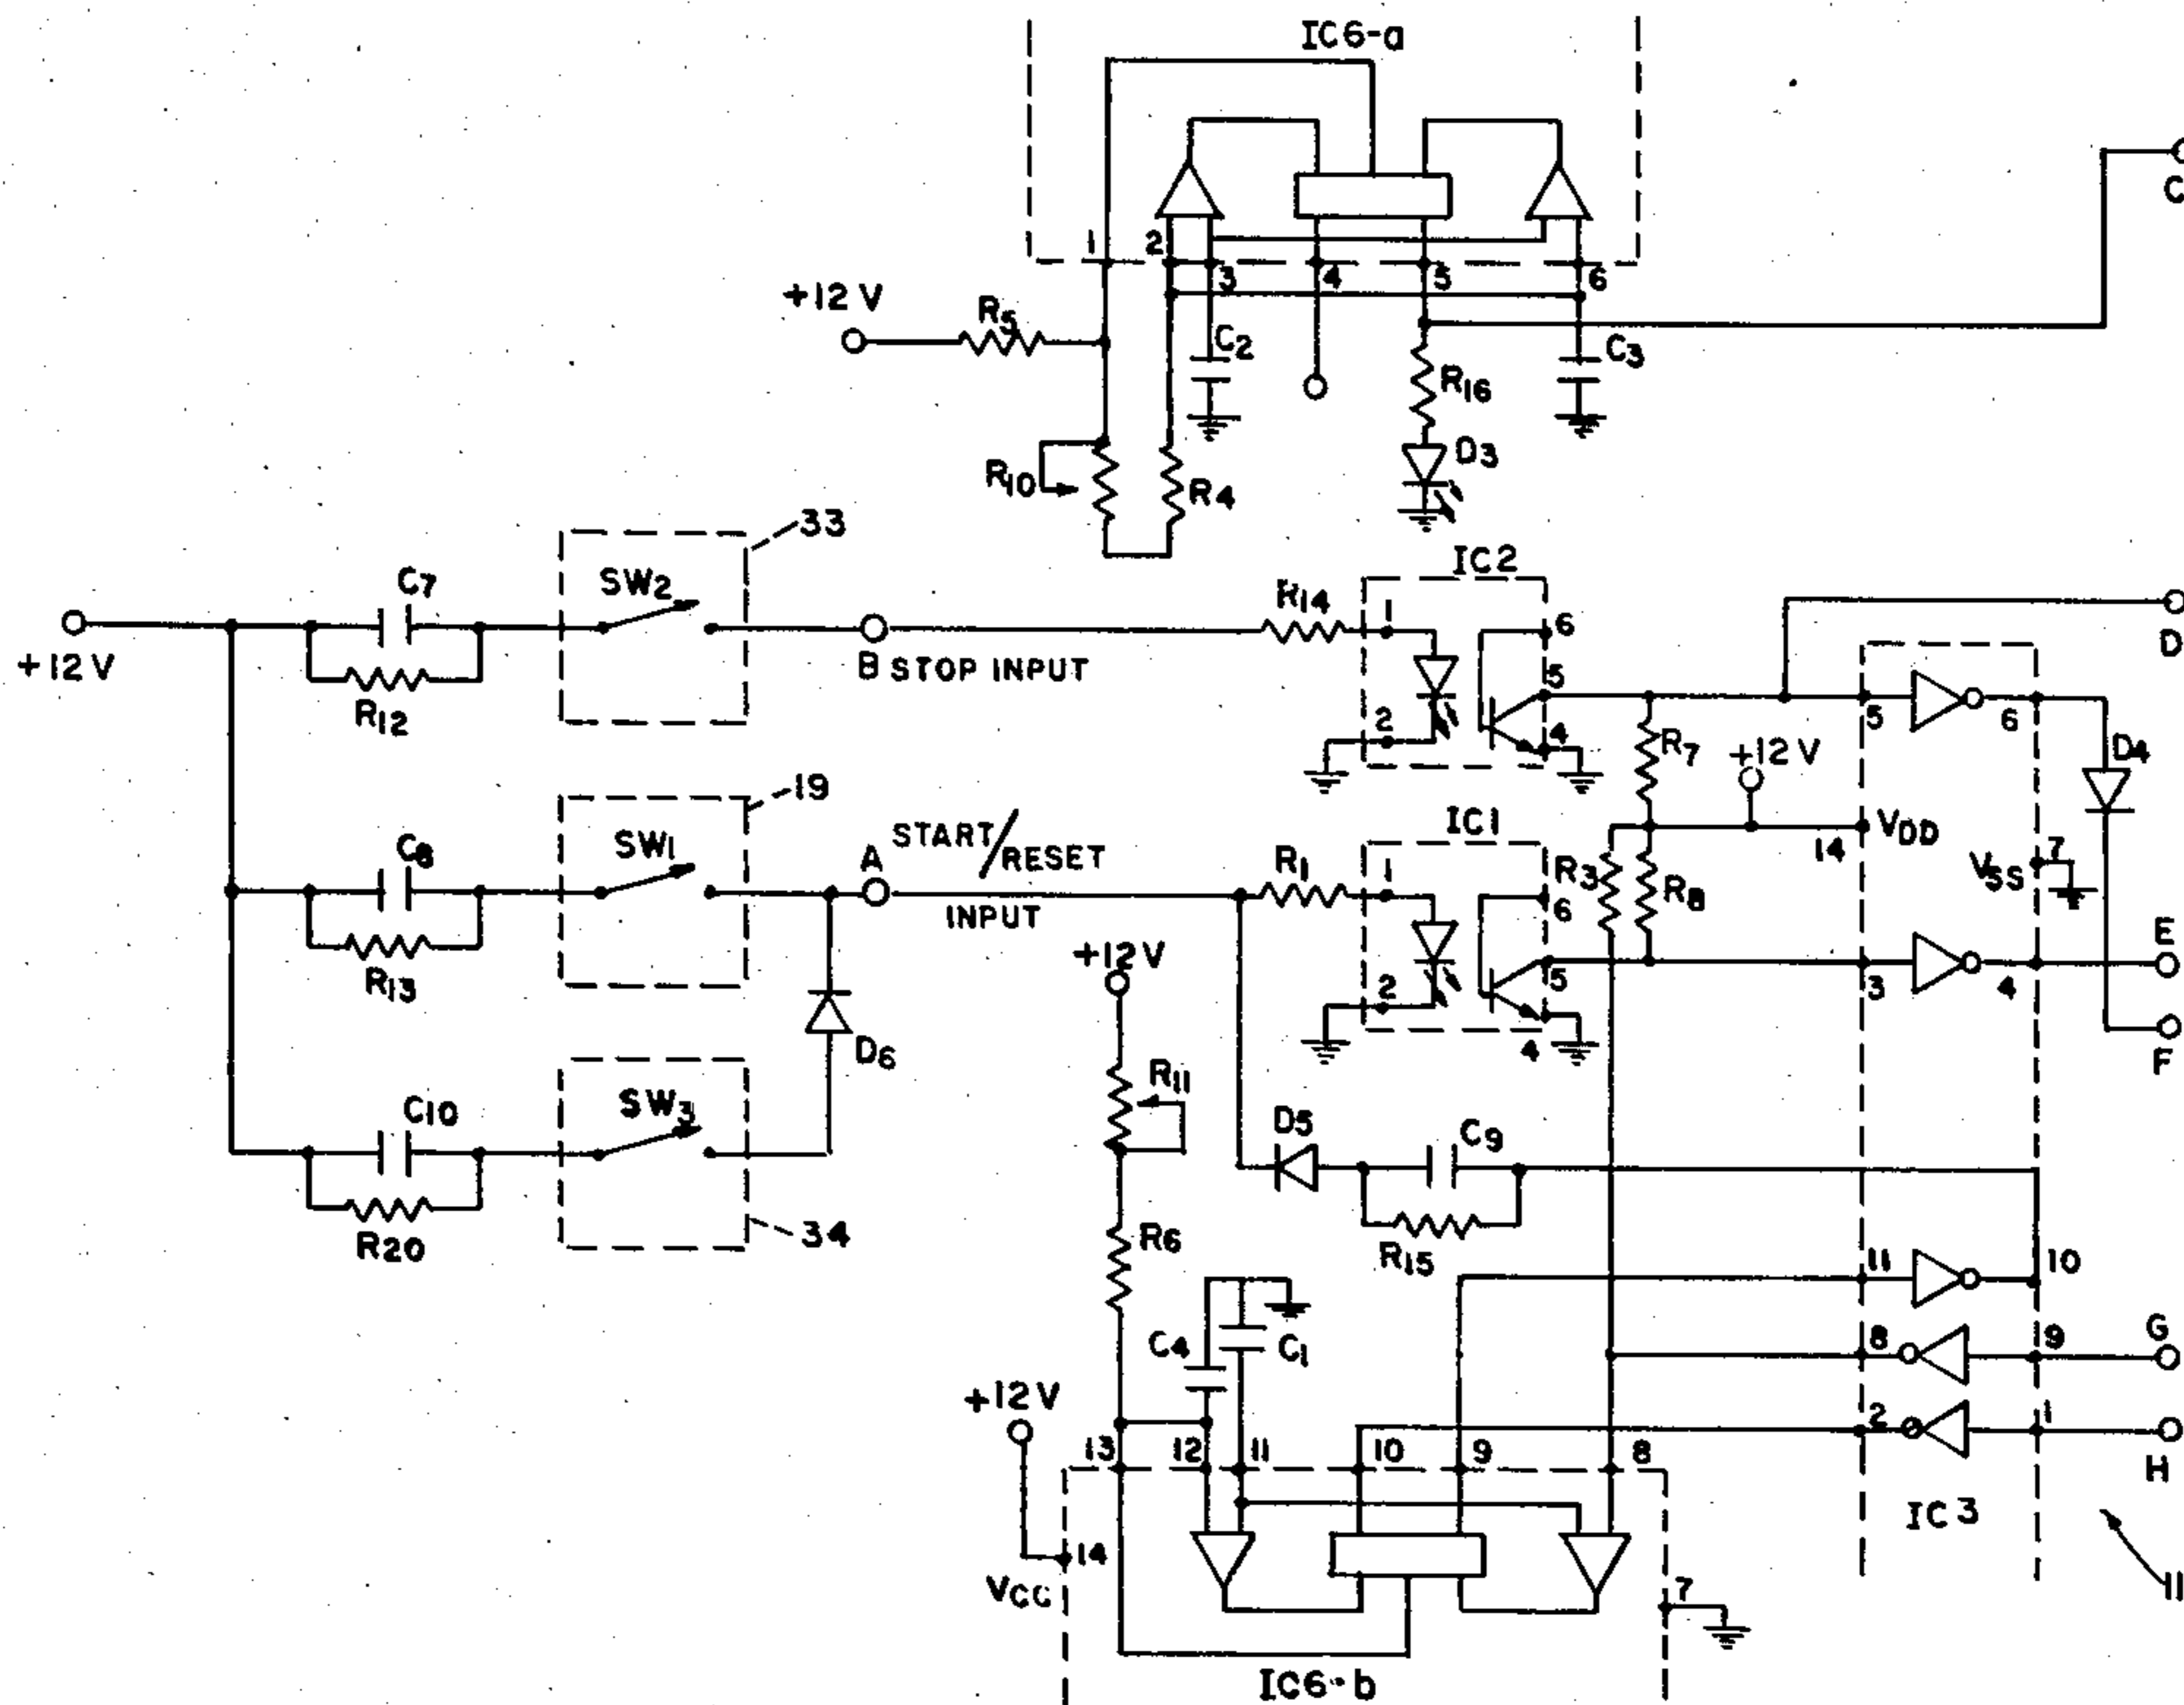 IC6-a
C
1 2 3 4 5 6
+12 V
R5
C2
C3
R16
R10
R4
D3
33
IC2
C7
SW2
R14
1
6
D
+12 V
B STOP INPUT
5
R12
2
4
5
6
R7
+12 V
D4
19
START/RESET
IC1
C8
SW1
A
R1
1
R3
R8
14
VDD
7
VSS
INPUT
6
E
R13
+12 V
2
5
3
4
D6
4
F
R11
C10
SW3
D5
C9
R20
34
R6
R15
11
10
C4
C1
8
9
G
+12 V
2
1
13 12 11 10 9 8
H
IC 3
14
VCC
7
11
IC6-b